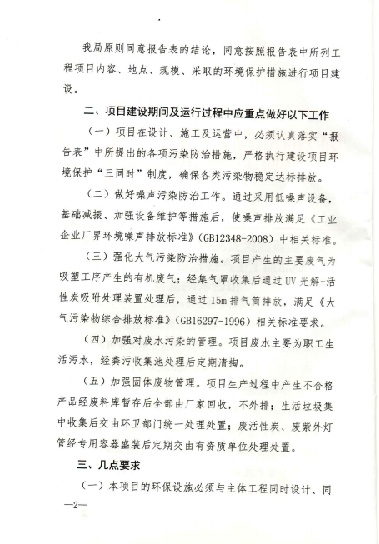 我局原则同意报告表的结论，同意按照报告表中所列工
程项目内容、地点、规模、采取的环境保护措施进行项目建
设。
二、项目建设期间及运行过程中应重点做好以下工作
（一）项目在设计、施工及运营中，必须认真落实“报
告表”中所提出的各项污染防治措施，严格执行建设项目环
境保护“三同时”制度，确保各类污染物稳定达标排放。
（二）做好噪声污染防治工作。通过采用低噪声设备、
基础减振、加强设备维护等措施后，使噪声排放满足《工业
企业厂界环境噪声排放标准》（GB12348-2008）中相关标准。
（三）强化大气污染防治措施。项目产生的主要废气为
吸塑工序产生的有机废气；经集气罩收集后通过UV光解+活
性炭吸附处理装置处理后，通过15m排气筒排放，满足《大
气污染物综合排放标准》（GB16297-1996）相关标准要求。
（四）加强对废水污染的管理。项目废水主要为职工生
活污水，经粪污收集池处理后定期清掏。
（五）加强固体废物管理。项目生产过程中产生不合格
产品经废料库暂存后全部由厂家回收，不外排；生活垃圾集
中收集后交由环卫部门统一处理处置；废活性炭、废紫外灯
管经专用容器盛装后定期交由有资质单位处理处置。
三、几点要求
（一）本项目的环保设施必须与主体工程同时设计、同
—2—